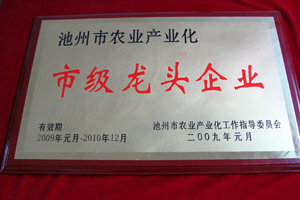 池州市农业产业化
市级龙头企业
有效期:
2009年元月-2010年12月
池州市农业产业化工作指导委员会
二00九年元月